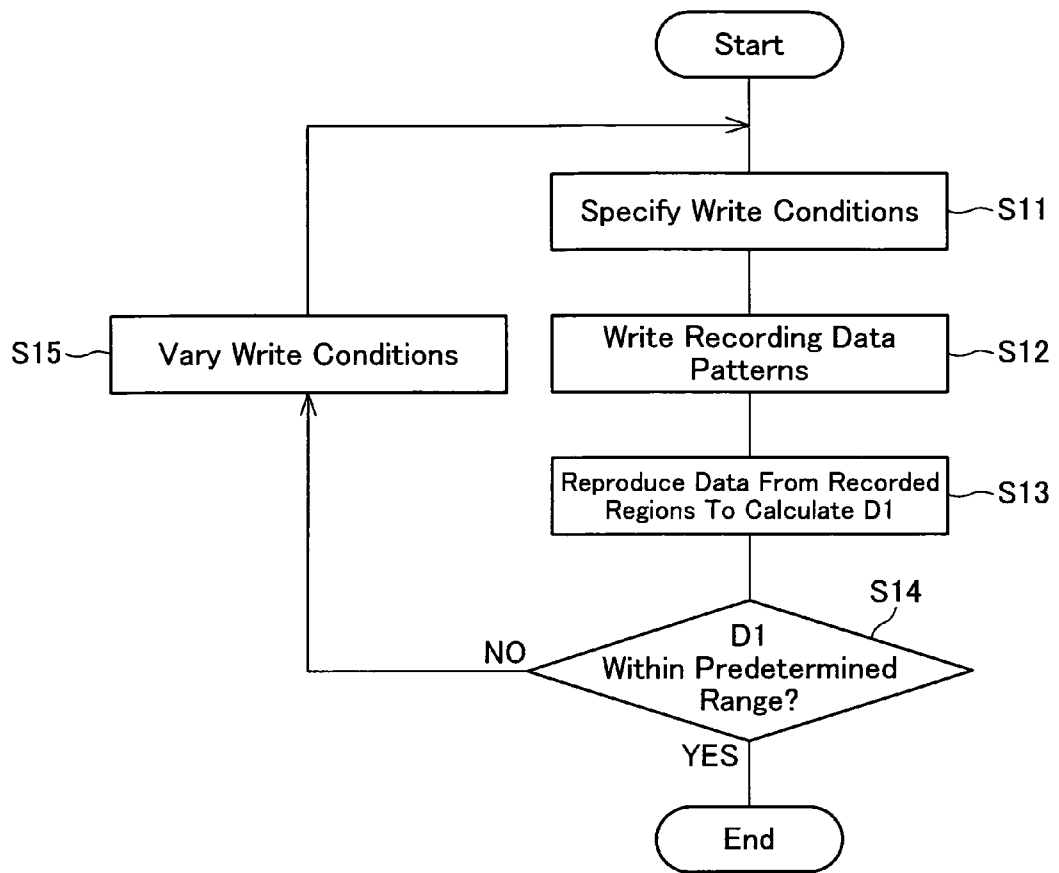 Start
Specify Write Conditions
S11
S15
Vary Write Conditions
Write Recording Data
Patterns
S12
Reproduce Data From Recorded
Regions To Calculate D1
S13
S14
D1
Within Predetermined
Range?
NO
YES
End